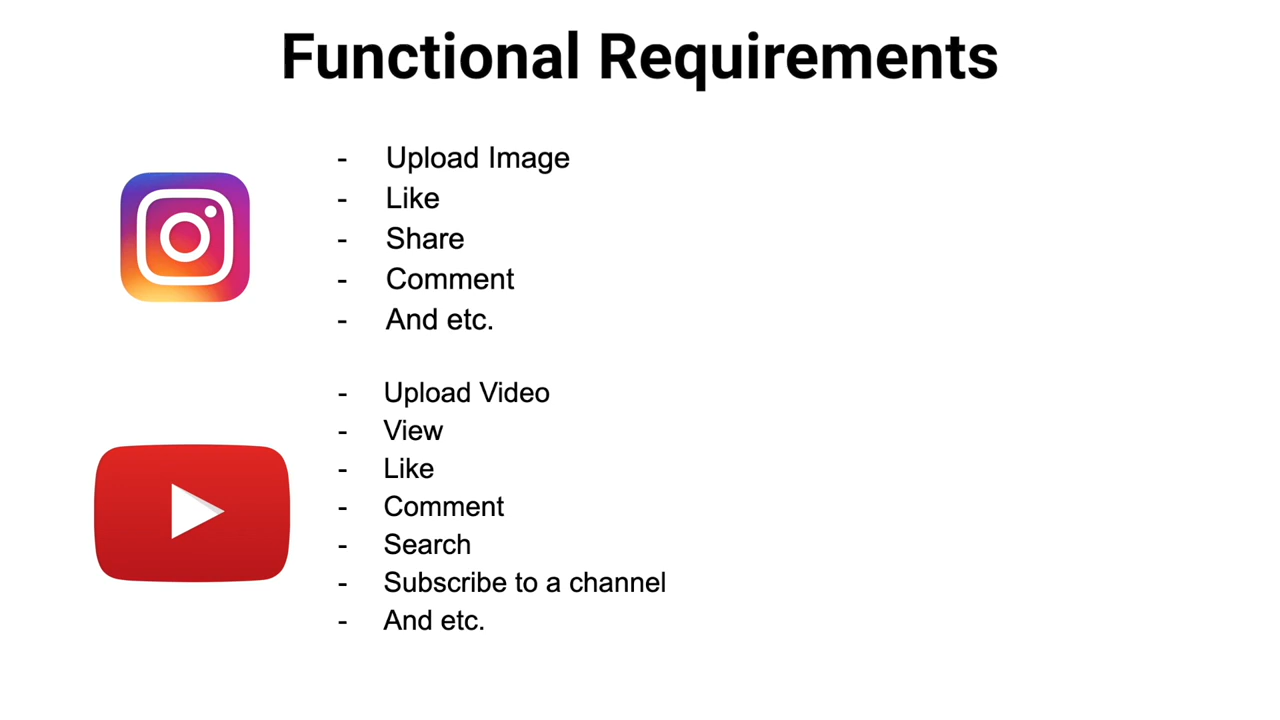 Functional Requirements
- Upload Image
- Like
- Share
- Comment
- And etc.
- Upload Video
- View
- Like
- Comment
- Search
- Subscribe to a channel
- And etc.